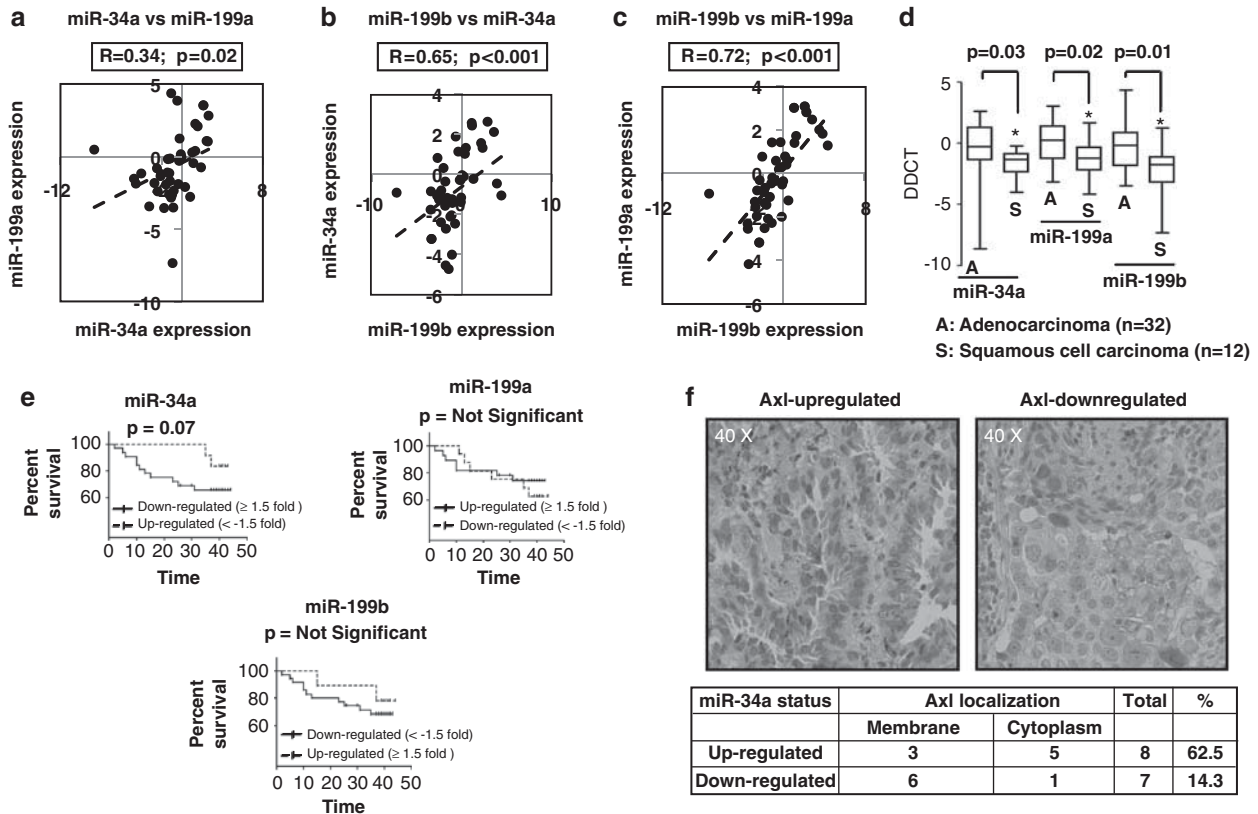 a
miR-34a vs miR-199a
R=0.34; p=0.02
miR-199a expression
5
0
-12
8
-5
-10
miR-34a expression
b
miR-199b vs miR-34a
R=0.65; p<0.001
miR-34a expression
4
2
0
-10
10
-2
0
-4
-6
miR-199b expression
c
miR-199b vs miR-199a
R=0.72; p<0.001
miR-199a expression
4
2
0
-12
8
-2
0
4
-6
miR-199b expression
d
p=0.03 p=0.02 p=0.01
DDCT
5
0
-5
-10
* * *
A S A S A S
miR-34a
miR-199a
miR-199b
A: Adenocarcinoma (n=32)
S: Squamous cell carcinoma (n=12)
e
miR-34a
p = 0.07
Percent survival
100
80
60
Down-regulated (≥ 1.5 fold )
Up-regulated (< -1.5 fold)
0 10 20 30 40 50
Time
miR-199a
p = Not Significant
Percent survival
100
80
60
Up-regulated (≥ 1.5 fold )
Down-regulated (< -1.5 fold)
0 10 20 30 40 50
Time
miR-199b
p = Not Significant
Percent survival
100
80
60
Down-regulated (< -1.5 fold)
Up-regulated (≥ 1.5 fold )
0 10 20 30 40 50
Time
f
Axl-upregulated
40 X
Axl-downregulated
40 X
miR-34a status Axl localization Total %
Membrane Cytoplasm
Up-regulated 3 5 8 62.5
Down-regulated 6 1 7 14.3